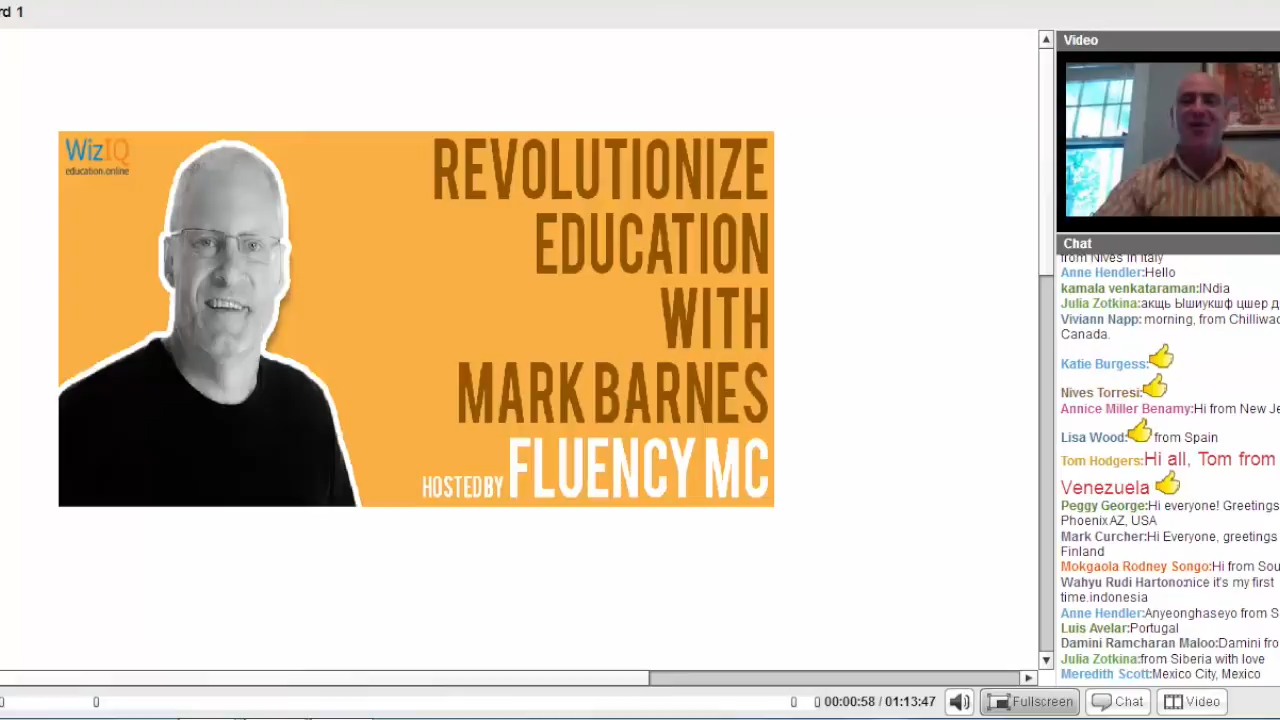 rd 1
WizIQ
education.online
REVOLUTIONIZE
EDUCATION
WITH
MARK BARNES
HOSTED BY FLUENCY MC
Video
Chat
from Nives in Italy
Anne Hendler:Hello
kamala venkataraman:INdia
Julia Zotkina:акщь Ышиукшф цшер д
Viviann Napp: morning, from Chilliwac
Canada.
Katie Burgess:
Nives Torresi:
Annice Miller Benamy:Hi from New Je
Lisa Wood: from Spain
Tom Hodgers:Hi all, Tom from
Venezuela
Peggy George:Hi everyone! Greetings
Phoenix AZ, USA
Mark Curcher:Hi Everyone, greetings
Finland
Mokgaola Rodney Songo:Hi from Sou
Wahyu Rudi Hartono:nice it's my first
time.indonesia
Anne Hendler:Anyeonghaseyo from S
Luis Avelar:Portugal
Damini Ramcharan Maloo:Damini fro
Julia Zotkina:from Siberia with love
Meredith Scott:Mexico City, Mexico
00:00:58 / 01:13:47
Fullscreen
Chat
Video